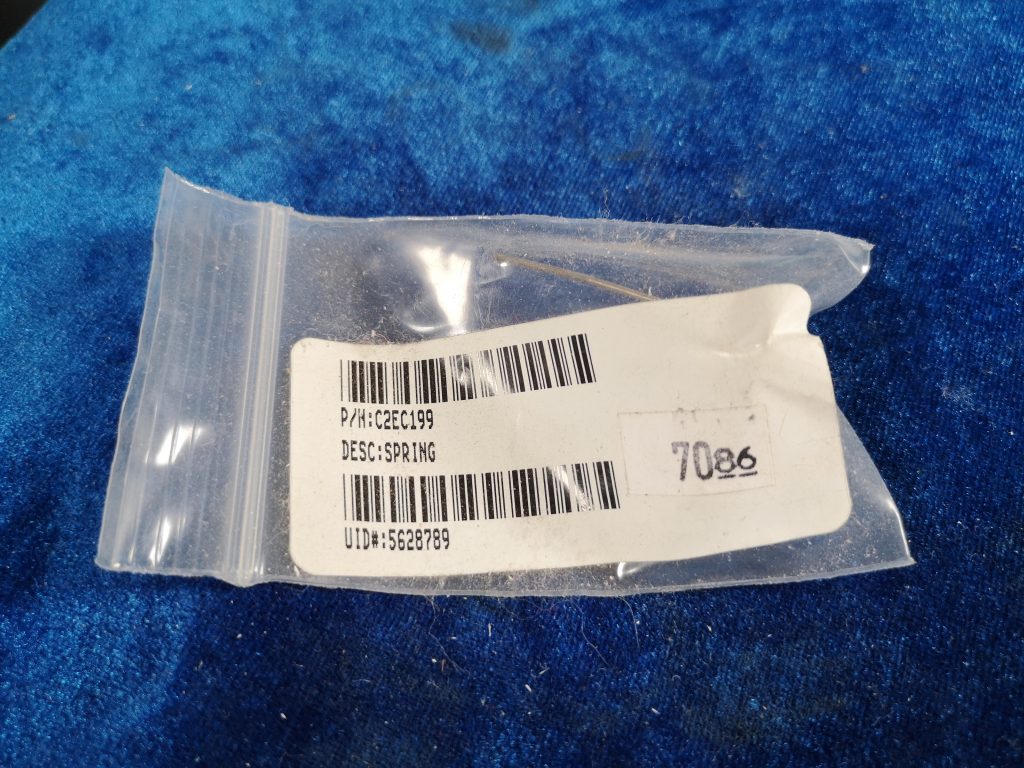 P/N:C2EC199
DESC:SPRING
UID#:5628789
7086